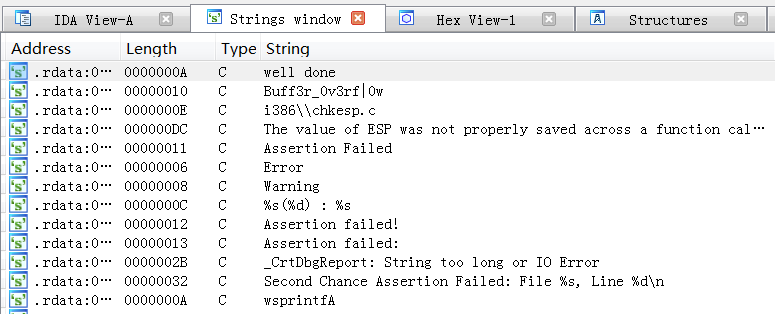 IDA View-A Strings window Hex View-1 Structures
Address Length Type String
.rdata:0… 0000000A C well done
.rdata:0… 00000010 C Buff3r_0v3rf|0w
.rdata:0… 0000000E C i386\\chkesp.c
.rdata:0… 000000DC C The value of ESP was not properly saved across a function cal…
.rdata:0… 00000011 C Assertion Failed
.rdata:0… 00000006 C Error
.rdata:0… 00000008 C Warning
.rdata:0… 0000000C C %s(%d) : %s
.rdata:0… 00000012 C Assertion failed!
.rdata:0… 00000013 C Assertion failed:
.rdata:0… 0000002B C _CrtDbgReport: String too long or IO Error
.rdata:0… 00000032 C Second Chance Assertion Failed: File %s, Line %d\n
.rdata:0… 0000000A C wsprintfA